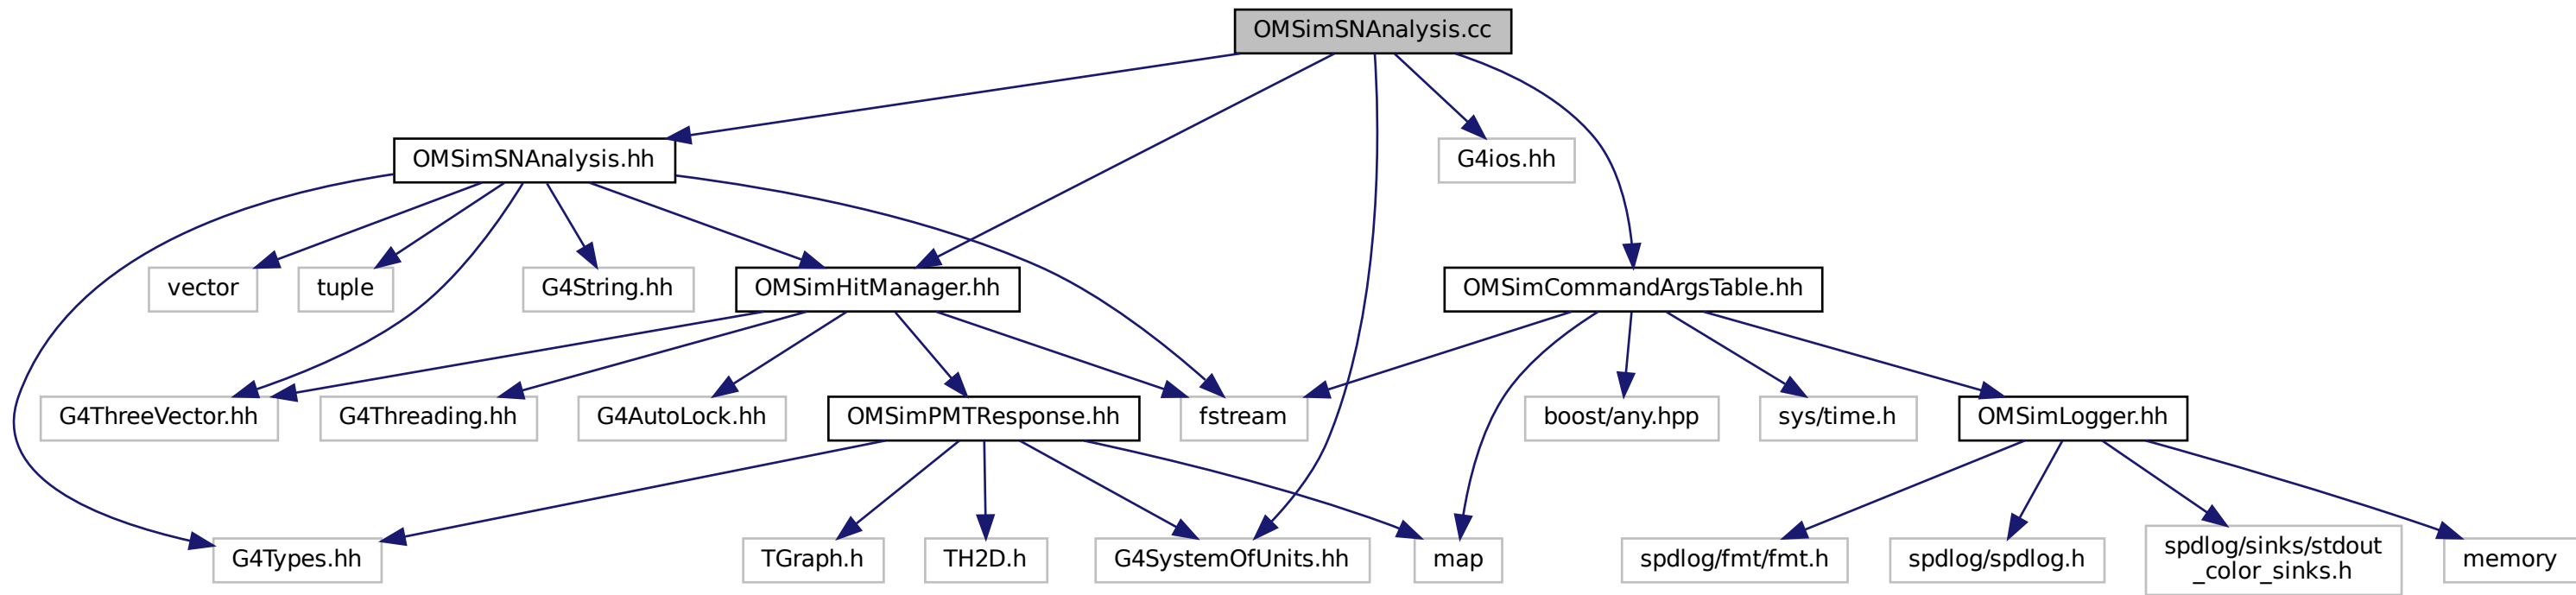 OMSimSNAnalysis.cc
OMSimSNAnalysis.hh
G4ios.hh
vector
tuple
G4String.hh
OMSimHitManager.hh
OMSimCommandArgsTable.hh
G4ThreeVector.hh
G4Threading.hh
G4AutoLock.hh
OMSimPMTResponse.hh
fstream
boost/any.hpp
sys/time.h
OMSimLogger.hh
G4Types.hh
TGraph.h
TH2D.h
G4SystemOfUnits.hh
map
spdlog/fmt/fmt.h
spdlog/spdlog.h
spdlog/sinks/stdout
_color_sinks.h
memory